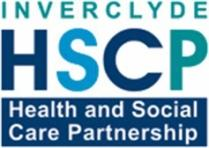 INVERCLYDE
HSCP
Health and Social
Care Partnership